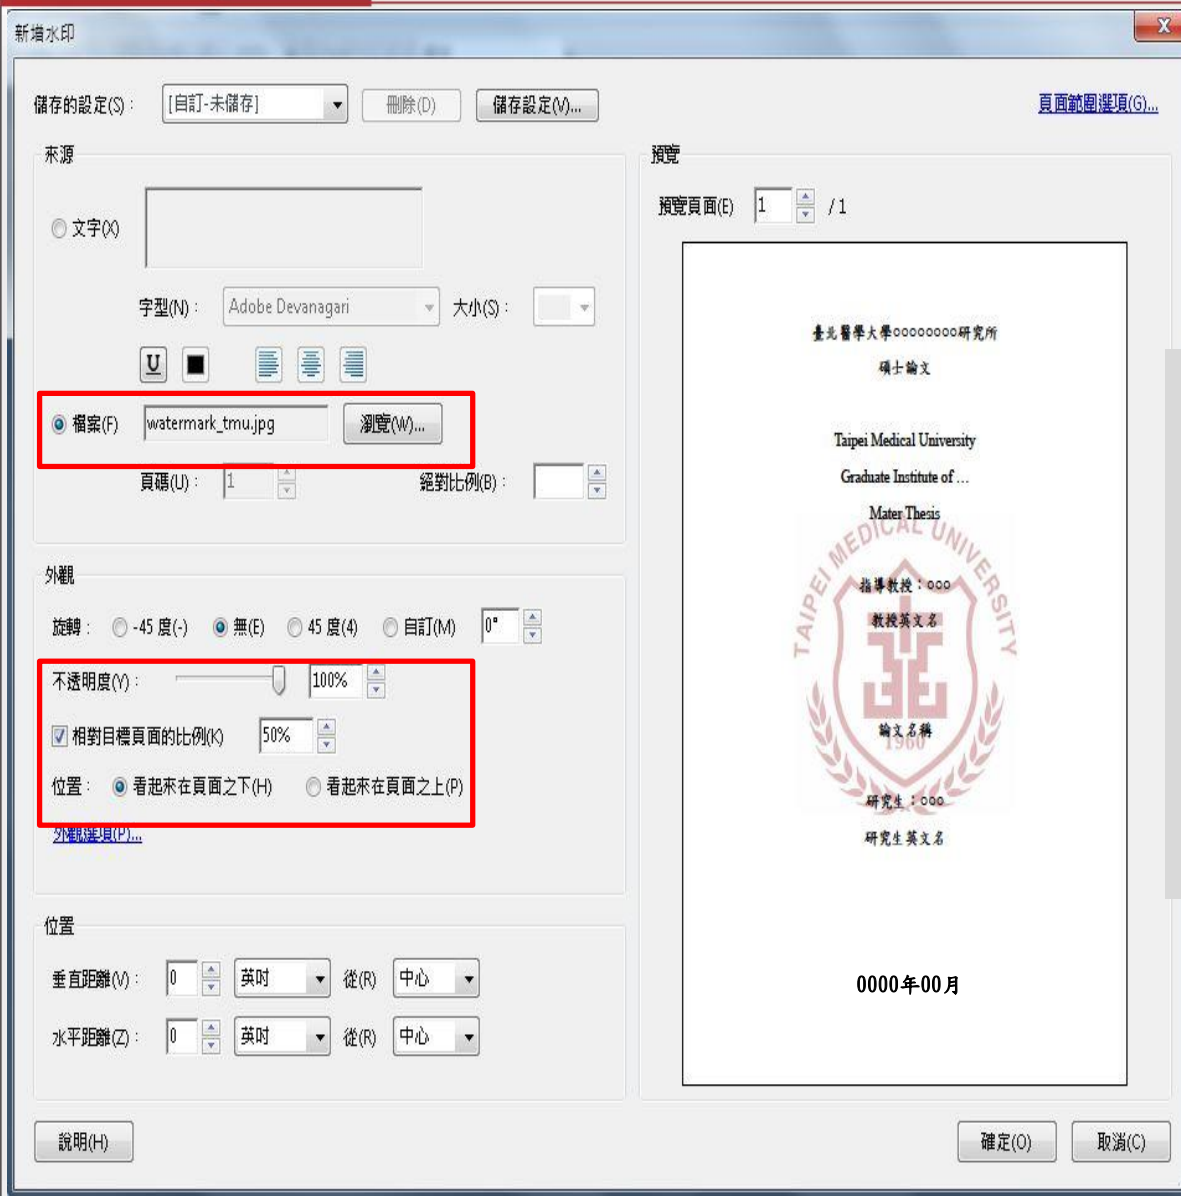 新增水印
X
儲存的設定(S)： [自訂-未儲存] 刪除(D) 儲存設定(V)... 頁面範圍選項(G)...
來源
文字(X)
字型(N)： Adobe Devanagari 大小(S)：
U
檔案(F) watermark_tmu.jpg 瀏覽(W)...
頁碼(U)： 1 絕對比例(B)：
外觀
旋轉： -45 度(-) 無(E) 45 度(4) 自訂(M) 0°
不透明度(Y)： 100%
相對目標頁面的比例(K) 50%
位置： 看起來在頁面之下(H) 看起來在頁面之上(P)
外觀選項(P)...
位置
垂直距離(V)： 0 英吋 從(R) 中心
水平距離(Z)： 0 英吋 從(R) 中心
預覽
預覽頁面(E) 1 / 1
臺北醫學大學○○○○○○○○研究所
碩士論文
Taipei Medical University
Graduate Institute of …
Mater Thesis
TAIPEI MEDICAL UNIVERSITY
指導教授：○○○
教授英文名
論文名稱
1960
研究生：○○○
研究生英文名
0000年00月
說明(H) 確定(O) 取消(C)